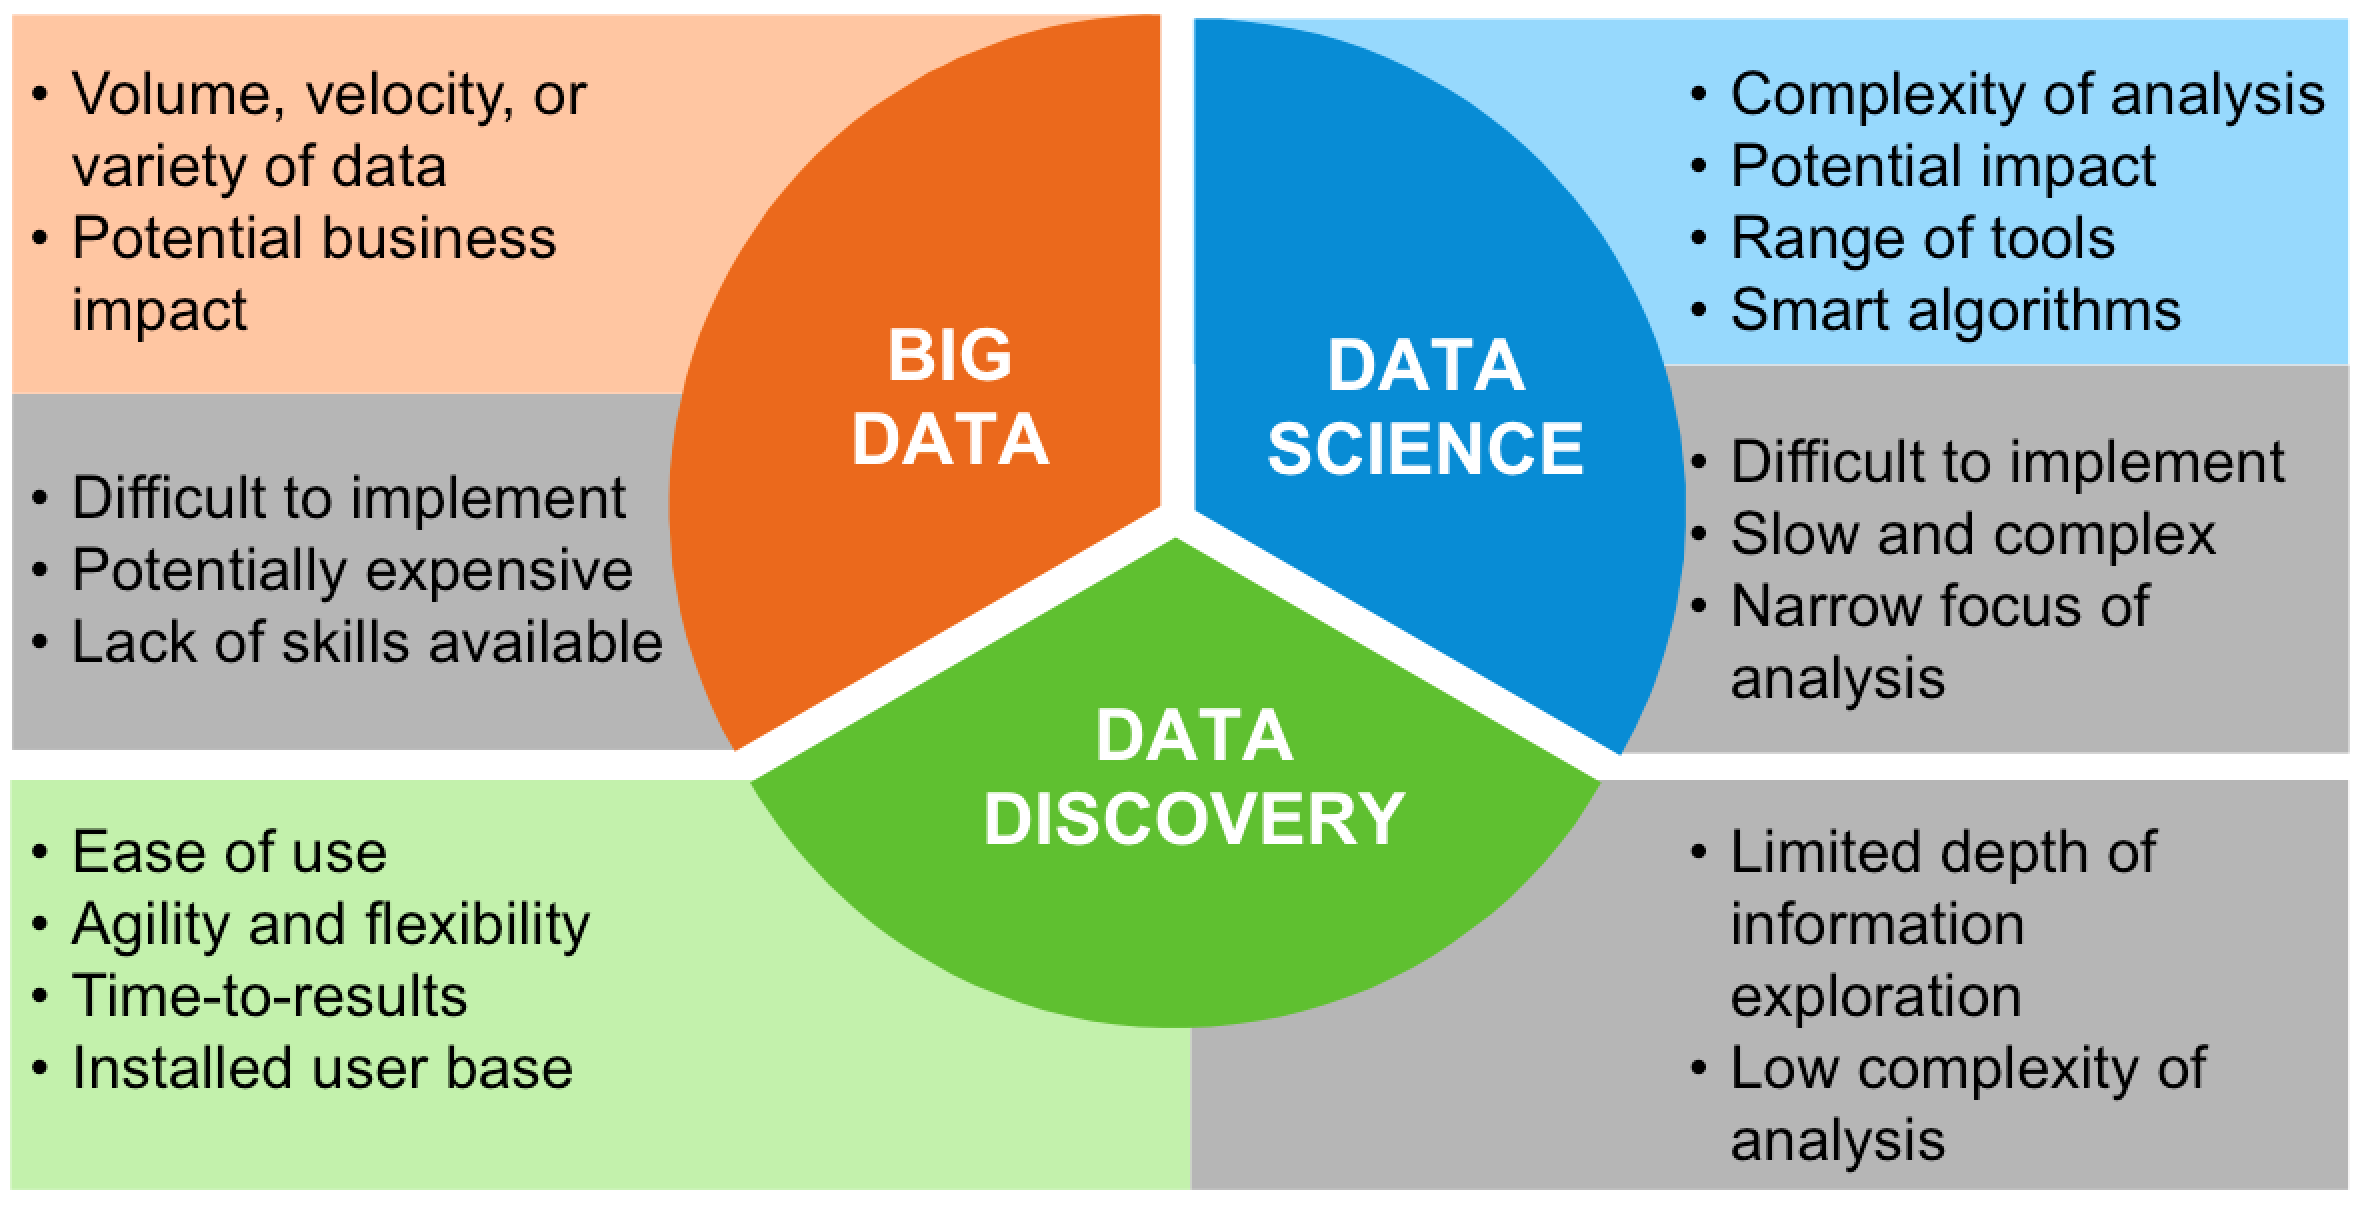 • Volume, velocity, or
variety of data
• Potential business
impact
• Difficult to implement
• Potentially expensive
• Lack of skills available
BIG
DATA
DATA
SCIENCE
• Complexity of analysis
• Potential impact
• Range of tools
• Smart algorithms
• Difficult to implement
• Slow and complex
• Narrow focus of
analysis
DATA
DISCOVERY
• Ease of use
• Agility and flexibility
• Time-to-results
• Installed user base
• Limited depth of
information
exploration
• Low complexity of
analysis